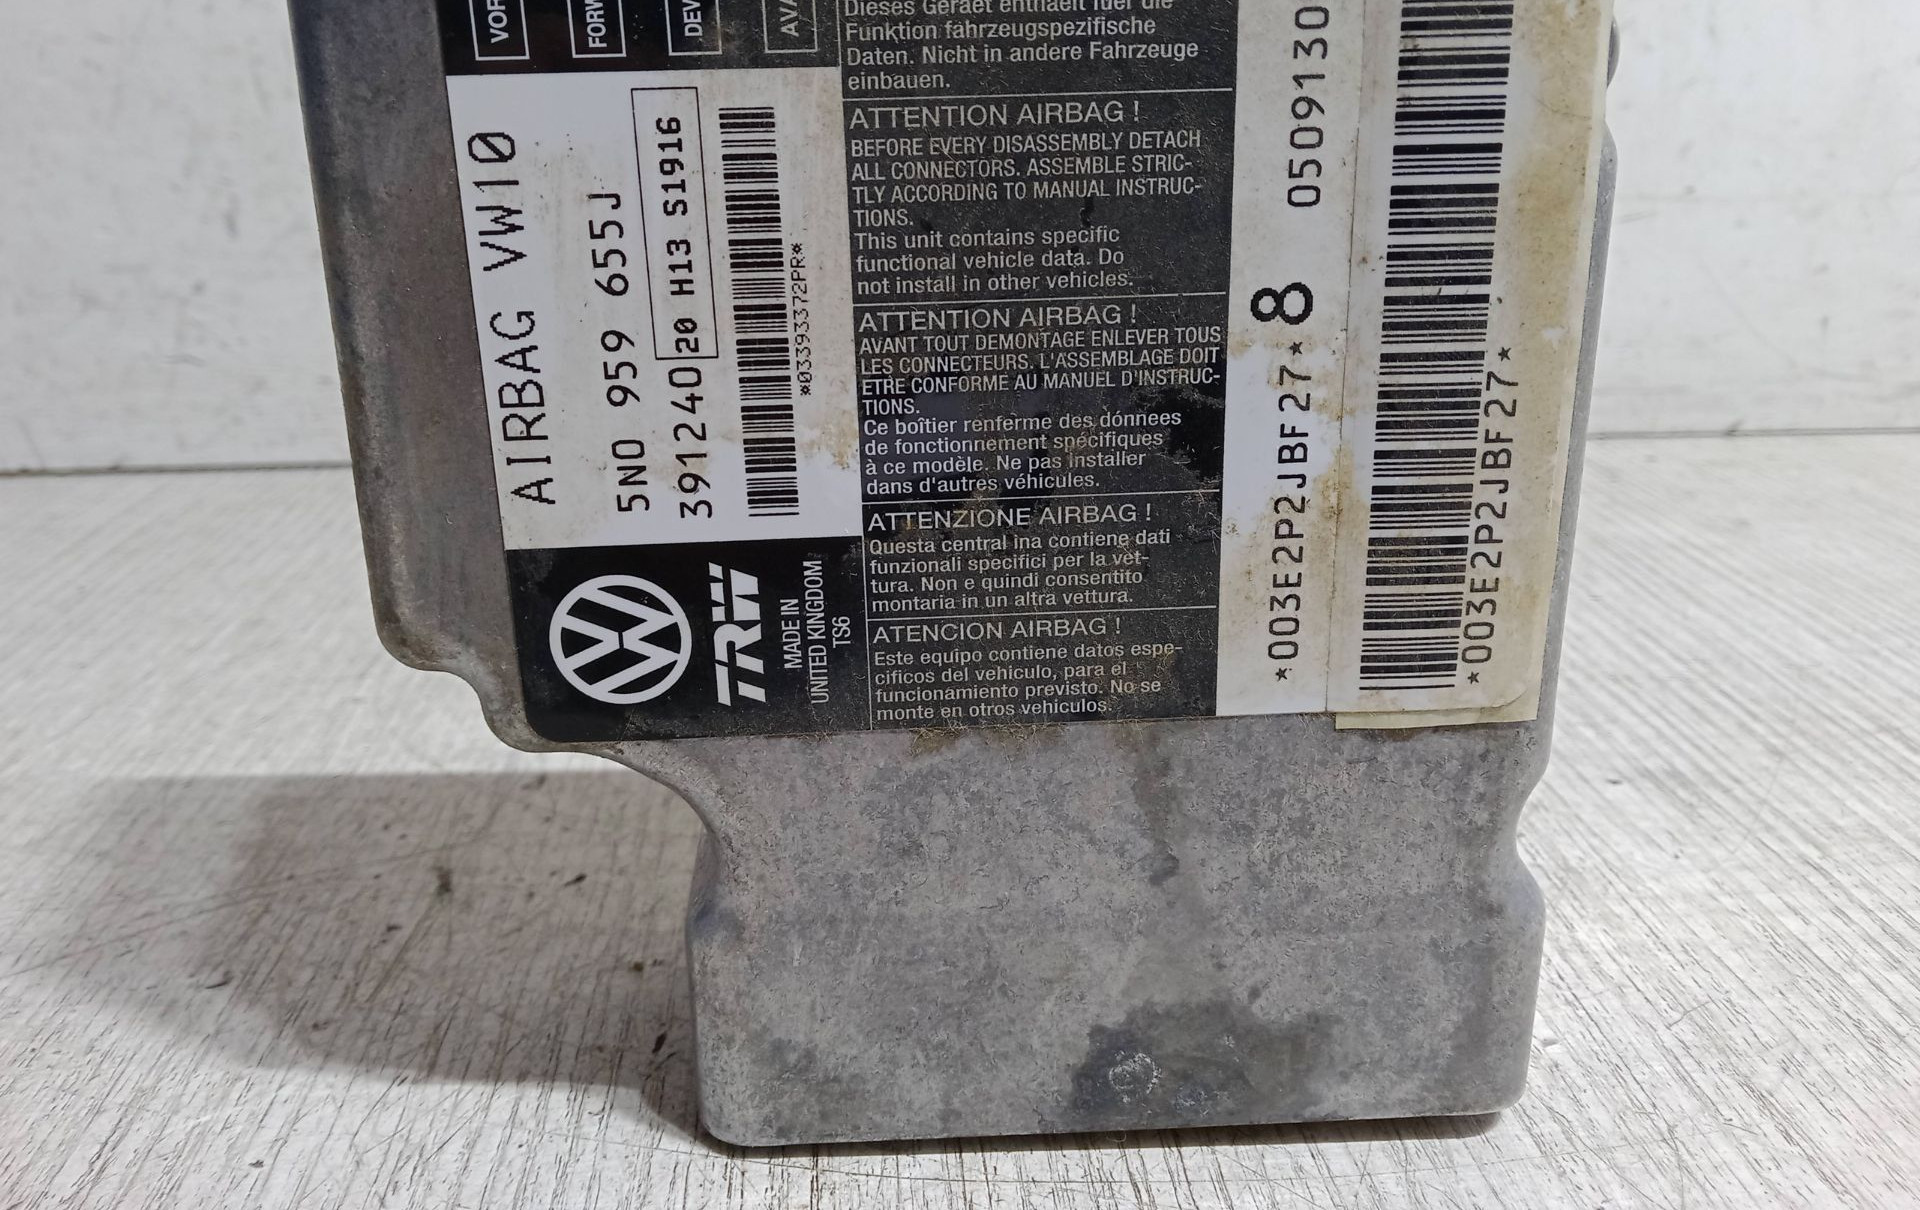 AIRBAG VW10
5N0 959 655J
39124020 H13 S1916
*03393372PR*
TRW
MADE IN
UNITED KINGDOM
TS6
Dieses Geraet enthaelt fuer die
Funktion fahrzeugspezifische
Daten. Nicht in andere Fahrzeuge
einbauen.
ATTENTION AIRBAG !
BEFORE EVERY DISASSEMBLY DETACH
ALL CONNECTORS. ASSEMBLE STRIC-
TLY ACCORDING TO MANUAL INSTRUC-
TIONS.
This unit contains specific
functional vehicle data. Do
not install in other vehicles.
ATTENTION AIRBAG !
AVANT TOUT DEMONTAGE ENLEVER TOUS
LES CONNECTEURS. L'ASSEMBLAGE DOIT
ETRE CONFORME AU MANUEL D'INSTRUC-
TIONS.
Ce boîtier renferme des dónnees
de fonctionnement spécifiques
à ce modèle. Ne pas installer
dans d'autres véhicules.
ATTENZIONE AIRBAG !
Questa central ina contiene dati
funzionali specifici per la vet-
tura. Non e quindi consentito
montaria in un altra vettura.
ATENCION AIRBAG !
Este equipo contiene datos espe-
cificos del vehiculo, para el
funcionamiento previsto. No se
monte en otros vehiculos.
*003E2P2JBF27* 8 0509130
*003E2P2JBF27*